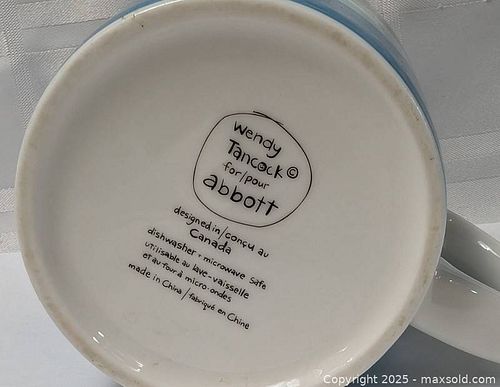 wendy
Tancock ©
for/pour
abbott
designed in/conçu au
Canada
dishwasher + microwave safe
utilisable au lave-vaisselle
et au four à micro-ondes
made in China / fabriqué en Chine
Copyright © 2025 - maxsold.com